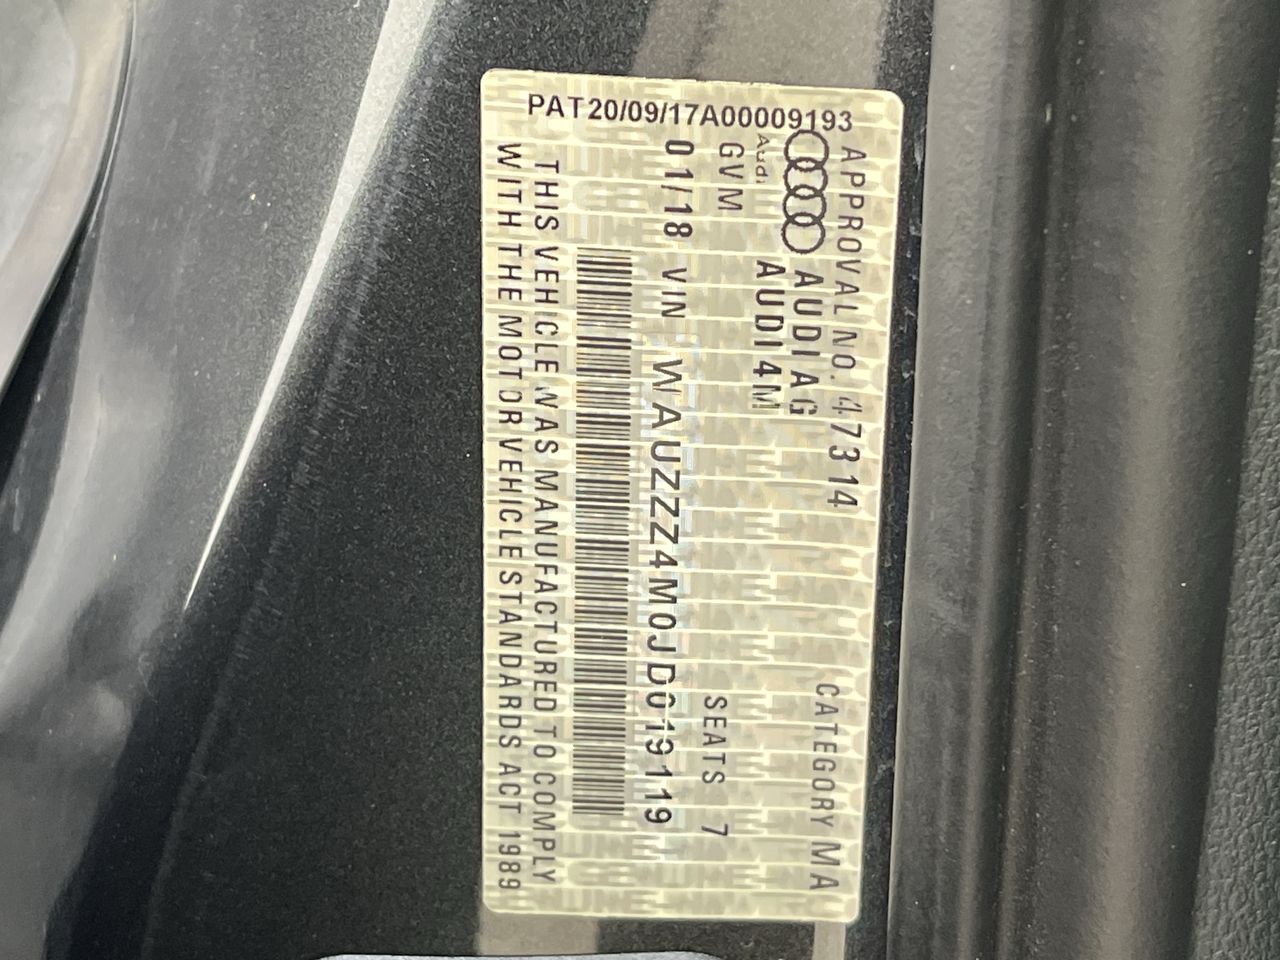 PAT20/09/17A00009193
APPROVAL NO. 47314 CATEGORY MA
AUDI AG
Audi AUDI 4M
GVM SEATS 7
01/18 VIN WAUZZZ4M0JD019119
THIS VEHICLE WAS MANUFACTURED TO COMPLY
WITH THE MOTOR VEHICLE STANDARDS ACT 1989